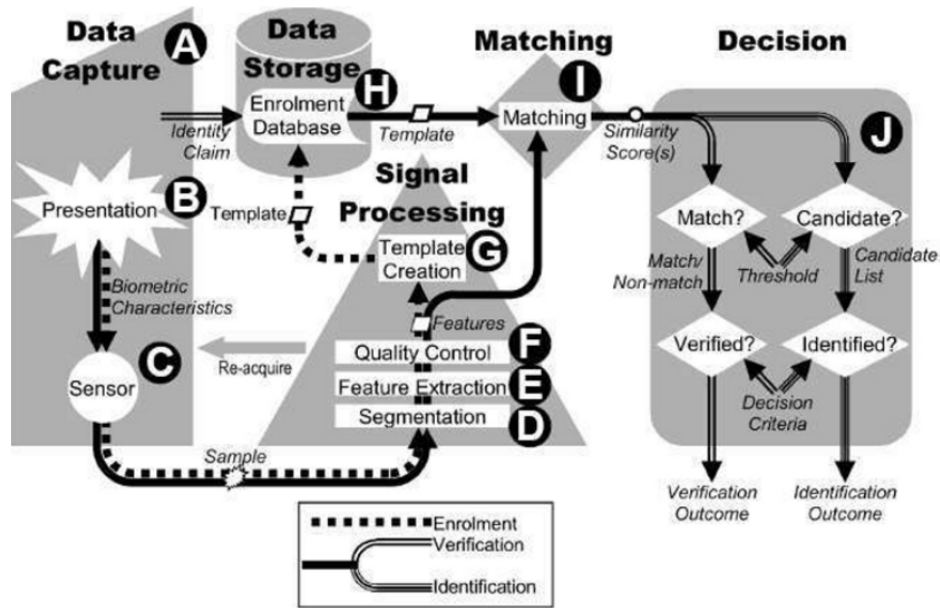 Data
Capture
A
Data
Storage
H
Matching
I
Decision
Identity
Claim
Enrolment
Database
Template
Matching
Similarity
Score(s)
J
Presentation
B
Template
Signal
Processing
Template
Creation
G
Match?
Candidate?
Match/
Non-match
Threshold
Candidate
List
Biometric
Characteristics
Features
Sensor
C
Re-acquire
Quality Control
F
Feature Extraction
E
Segmentation
D
Verified?
Identified?
Decision
Criteria
Sample
Verification
Outcome
Identification
Outcome
Enrolment
Verification
Identification